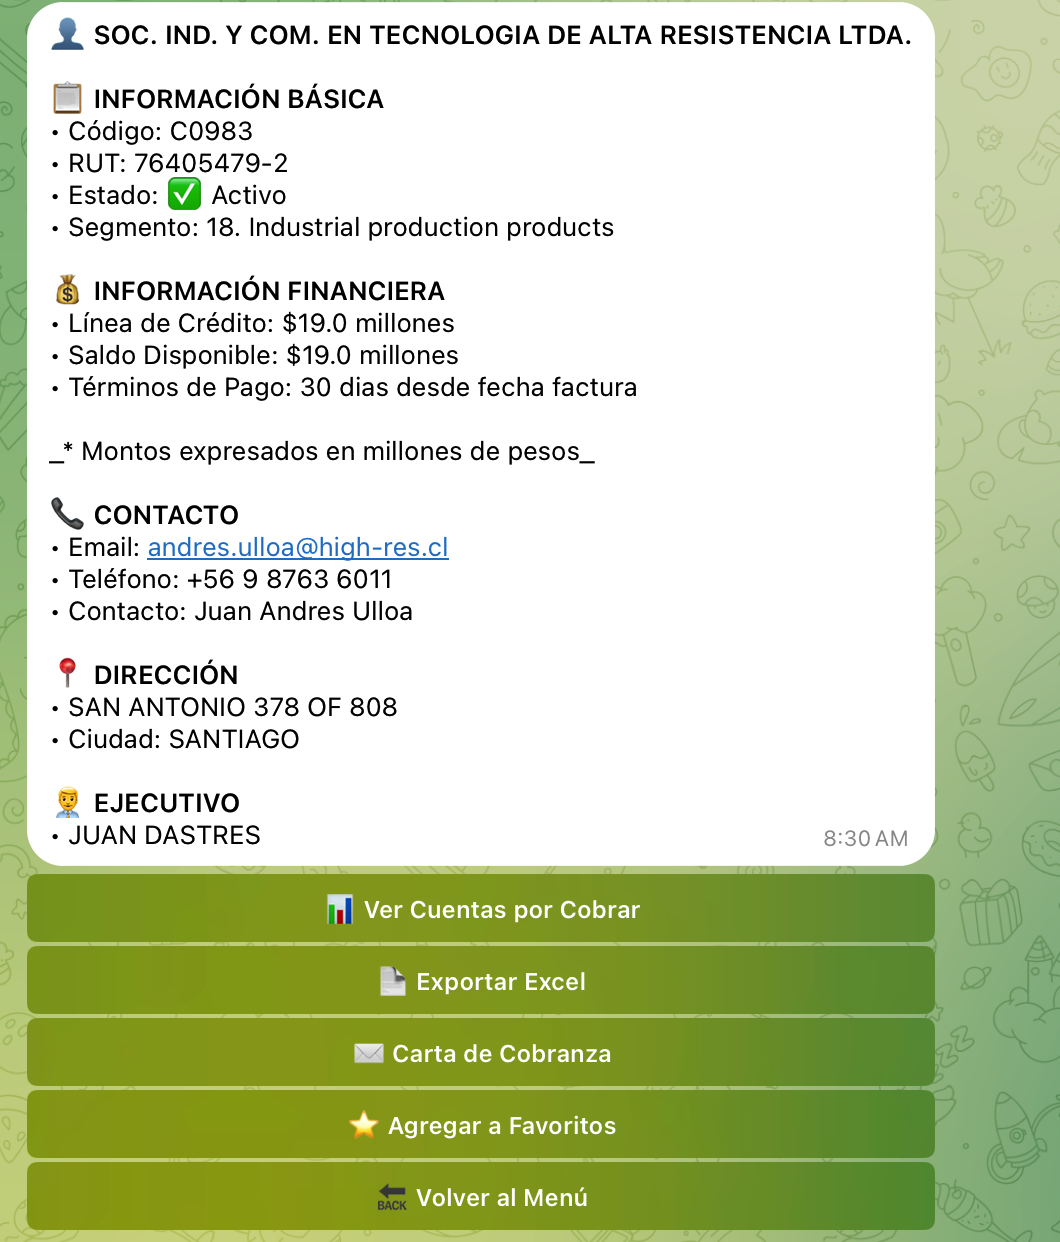 👤 SOC. IND. Y COM. EN TECNOLOGIA DE ALTA RESISTENCIA LTDA.
📋 INFORMACIÓN BÁSICA
• Código: C0983
• RUT: 76405479-2
• Estado: ✅ Activo
• Segmento: 18. Industrial production products
💰 INFORMACIÓN FINANCIERA
• Línea de Crédito: $19.0 millones
• Saldo Disponible: $19.0 millones
• Términos de Pago: 30 dias desde fecha factura
_* Montos expresados en millones de pesos_
📞 CONTACTO
• Email: andres.ulloa@high-res.cl
• Teléfono: +56 9 8763 6011
• Contacto: Juan Andres Ulloa
📍 DIRECCIÓN
• SAN ANTONIO 378 OF 808
• Ciudad: SANTIAGO
👨‍💼 EJECUTIVO
• JUAN DASTRES
8:30 AM
📊 Ver Cuentas por Cobrar
📄 Exportar Excel
✉️ Carta de Cobranza
⭐ Agregar a Favoritos
🔙 Volver al Menú